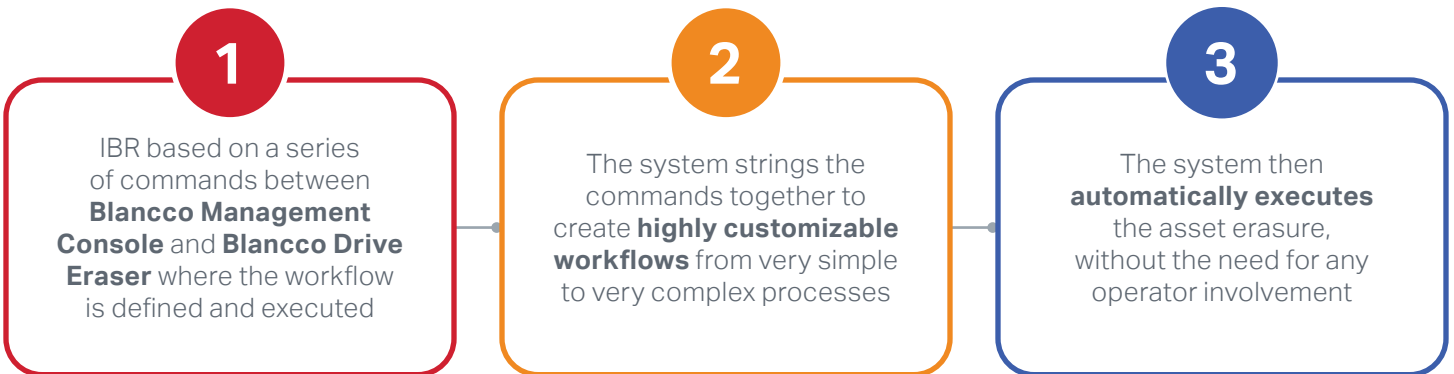 1
IBR based on a series
of commands between
Blancco Management
Console and Blancco Drive
Eraser where the workflow
is defined and executed
2
The system strings the
commands together to
create highly customizable
workflows from very simple
to very complex processes
3
The system then
automatically executes
the asset erasure,
without the need for any
operator involvement